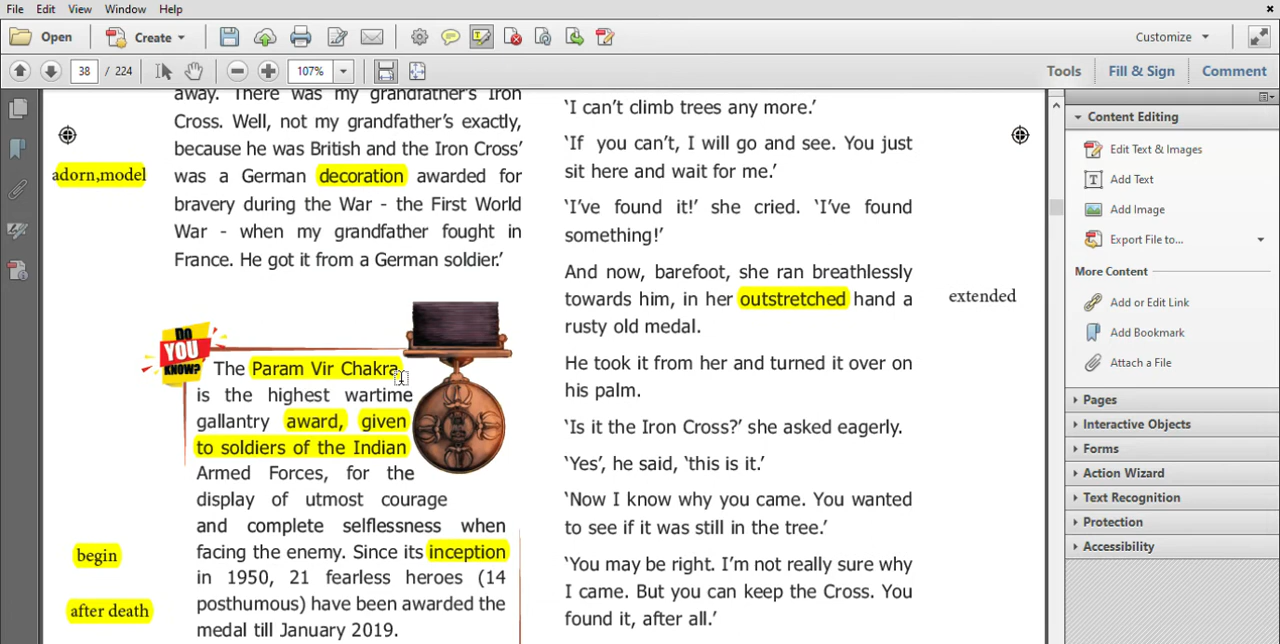 File Edit View Window Help
Open Create Customize
38 / 224 107% Tools Fill & Sign Comment
away. There was my grandfather's Iron
Cross. Well, not my grandfather's exactly,
because he was British and the Iron Cross'
adorn,model
was a German decoration awarded for
bravery during the War - the First World
War - when my grandfather fought in
France. He got it from a German soldier.'
DO
YOU
KNOW?
The Param Vir Chakra
is the highest wartime
gallantry award, given
to soldiers of the Indian
Armed Forces, for the
display of utmost courage
and complete selflessness when
begin
facing the enemy. Since its inception
in 1950, 21 fearless heroes (14
after death
posthumous) have been awarded the
medal till January 2019.
'I can't climb trees any more.'
'If you can't, I will go and see. You just
sit here and wait for me.'
'I've found it!' she cried. 'I've found
something!'
And now, barefoot, she ran breathlessly
towards him, in her outstretched hand a
extended
rusty old medal.
He took it from her and turned it over on
his palm.
'Is it the Iron Cross?' she asked eagerly.
'Yes', he said, 'this is it.'
'Now I know why you came. You wanted
to see if it was still in the tree.'
'You may be right. I'm not really sure why
I came. But you can keep the Cross. You
found it, after all.'
Content Editing
Edit Text & Images
Add Text
Add Image
Export File to...
More Content
Add or Edit Link
Add Bookmark
Attach a File
Pages
Interactive Objects
Forms
Action Wizard
Text Recognition
Protection
Accessibility